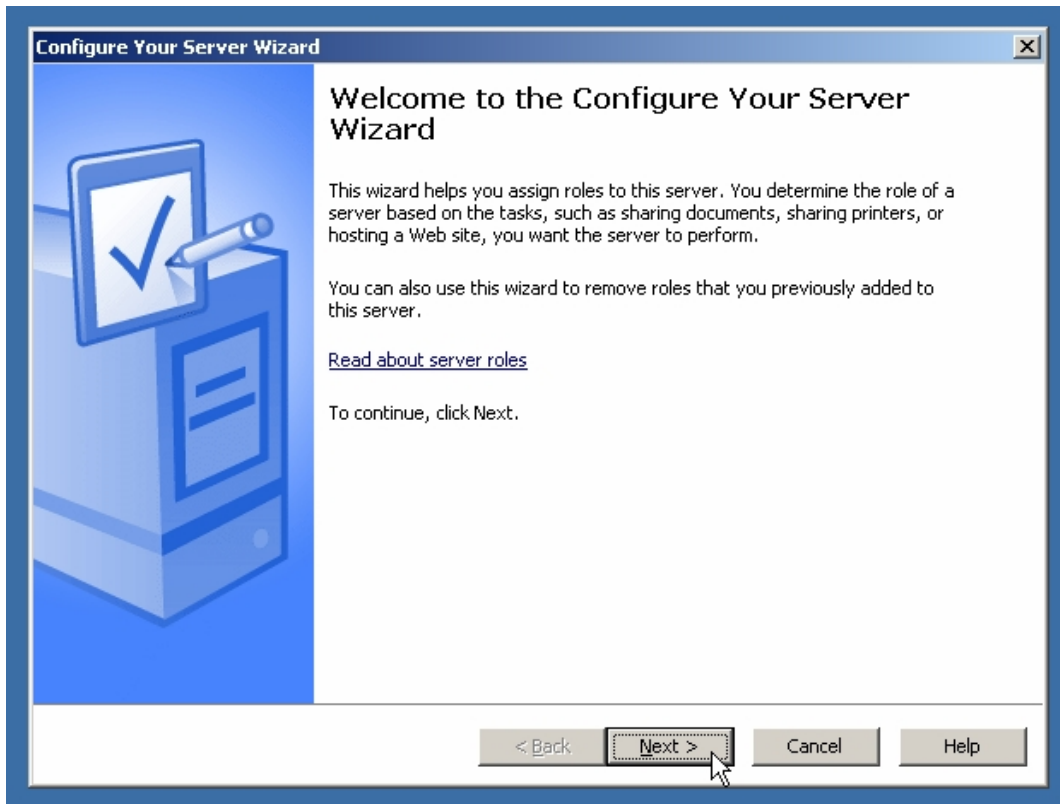 Configure Your Server Wizard
Welcome to the Configure Your Server
Wizard
This wizard helps you assign roles to this server. You determine the role of a
server based on the tasks, such as sharing documents, sharing printers, or
hosting a Web site, you want the server to perform.
You can also use this wizard to remove roles that you previously added to
this server.
Read about server roles
To continue, click Next.
< Back
Next >
Cancel
Help